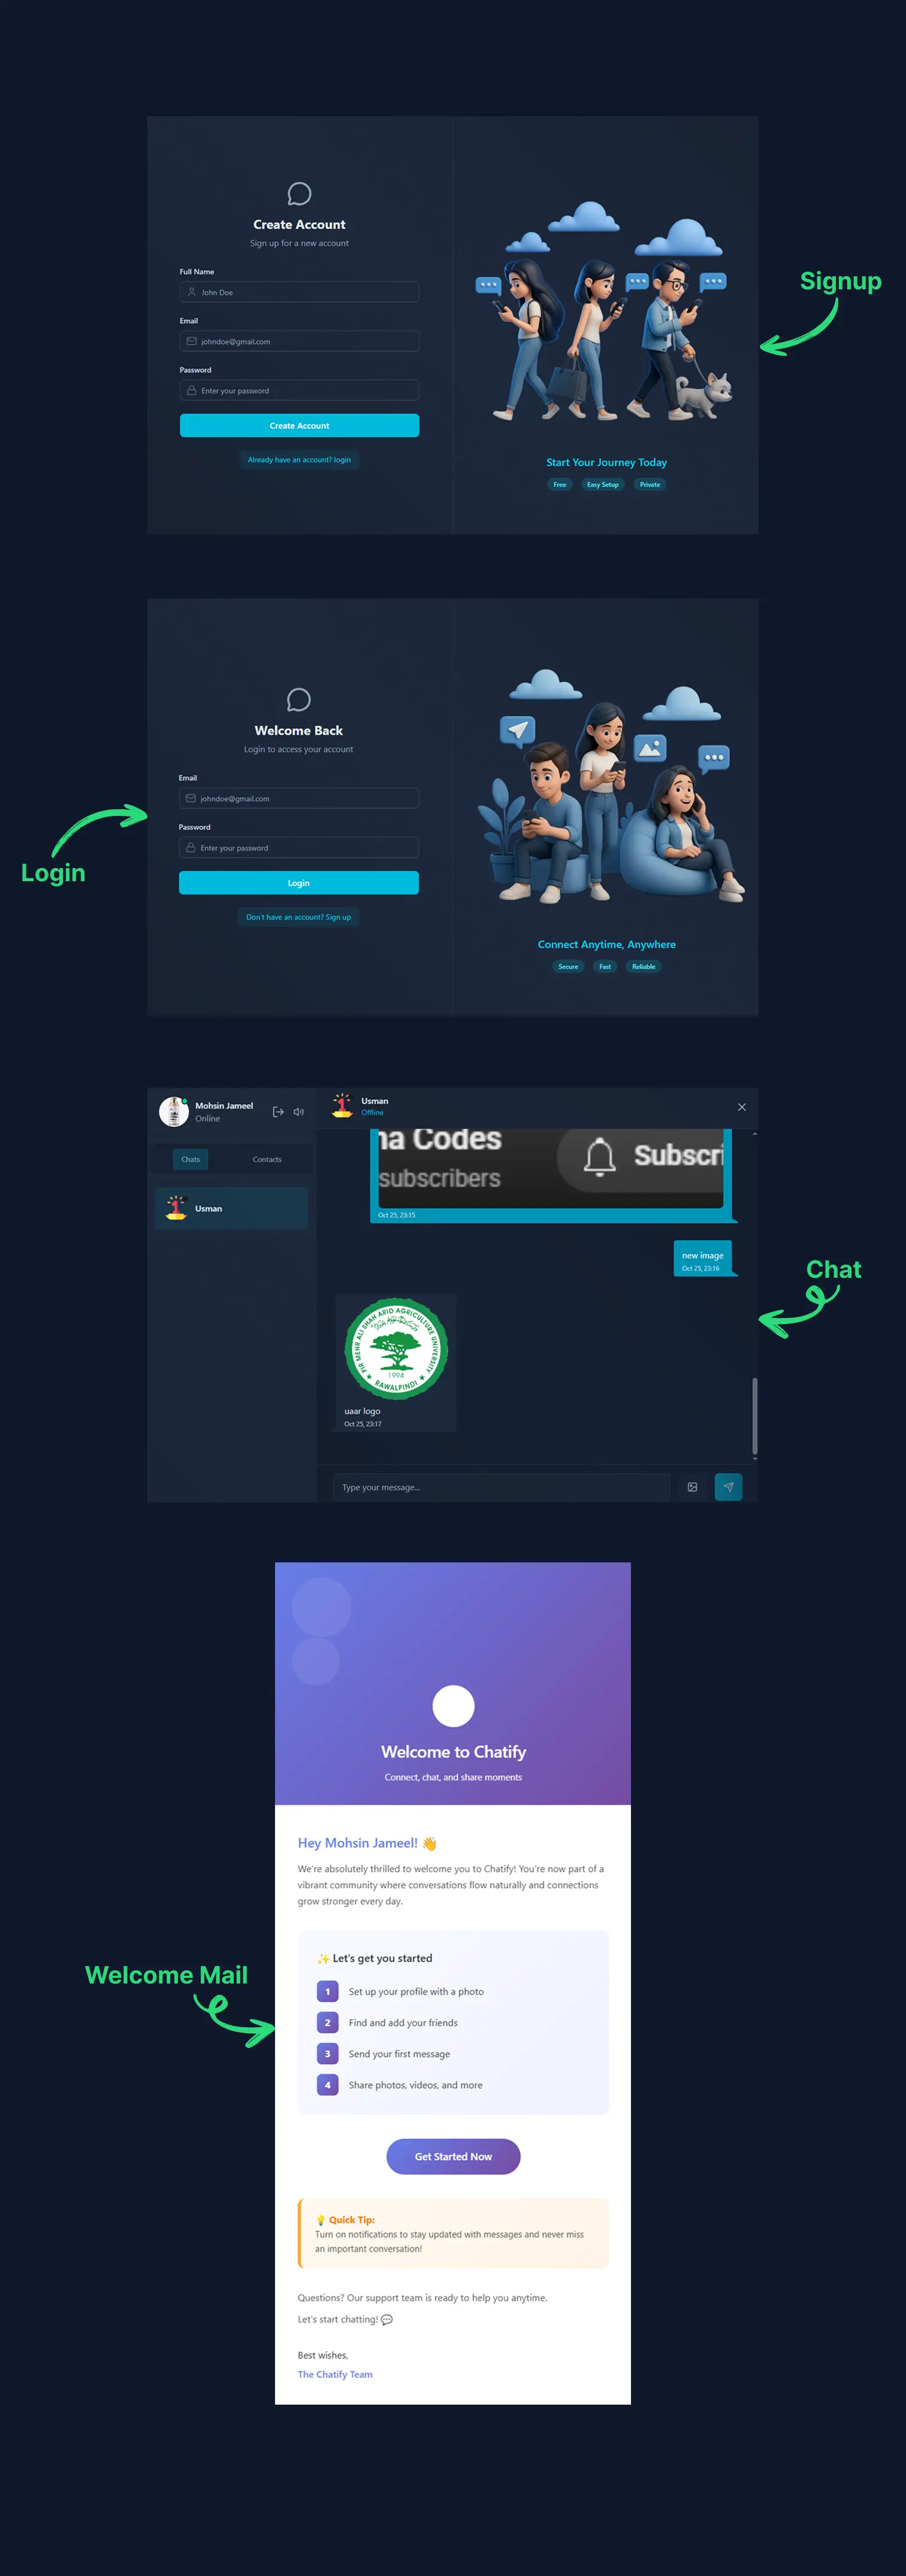 Signup
Create Account
Sign up for a new account
Full Name
John Doe
Email
johndoe@gmail.com
Password
Enter your password
Create Account
Already have an account? login
Start Your Journey Today
Free
Easy Setup
Private
Login
Welcome Back
Login to access your account
Email
johndoe@gmail.com
Password
Enter your password
Login
Don't have an account? Sign up
Connect Anytime, Anywhere
Secure
Fast
Reliable
Chat
Mohsin Jameel
Online
Chats
Contacts
Usman
Usman
Offline
na Codes
subscribers
Subscri
Oct 25, 23:15
new image
Oct 25, 23:16
PIR MEHR ALI SHAH ARID AGRICULTURE UNIVERSITY
1994
RAWALPINDI
uaar logo
Oct 25, 23:17
Type your message...
Welcome Mail
Welcome to Chatify
Connect, chat, and share moments
Hey Mohsin Jameel! 👋
We're absolutely thrilled to welcome you to Chatify! You're now part of a
vibrant community where conversations flow naturally and connections
grow stronger every day.
✨ Let's get you started
1 Set up your profile with a photo
2 Find and add your friends
3 Send your first message
4 Share photos, videos, and more
Get Started Now
💡 Quick Tip:
Turn on notifications to stay updated with messages and never miss
an important conversation!
Questions? Our support team is ready to help you anytime.
Let's start chatting! 💬
Best wishes,
The Chatify Team